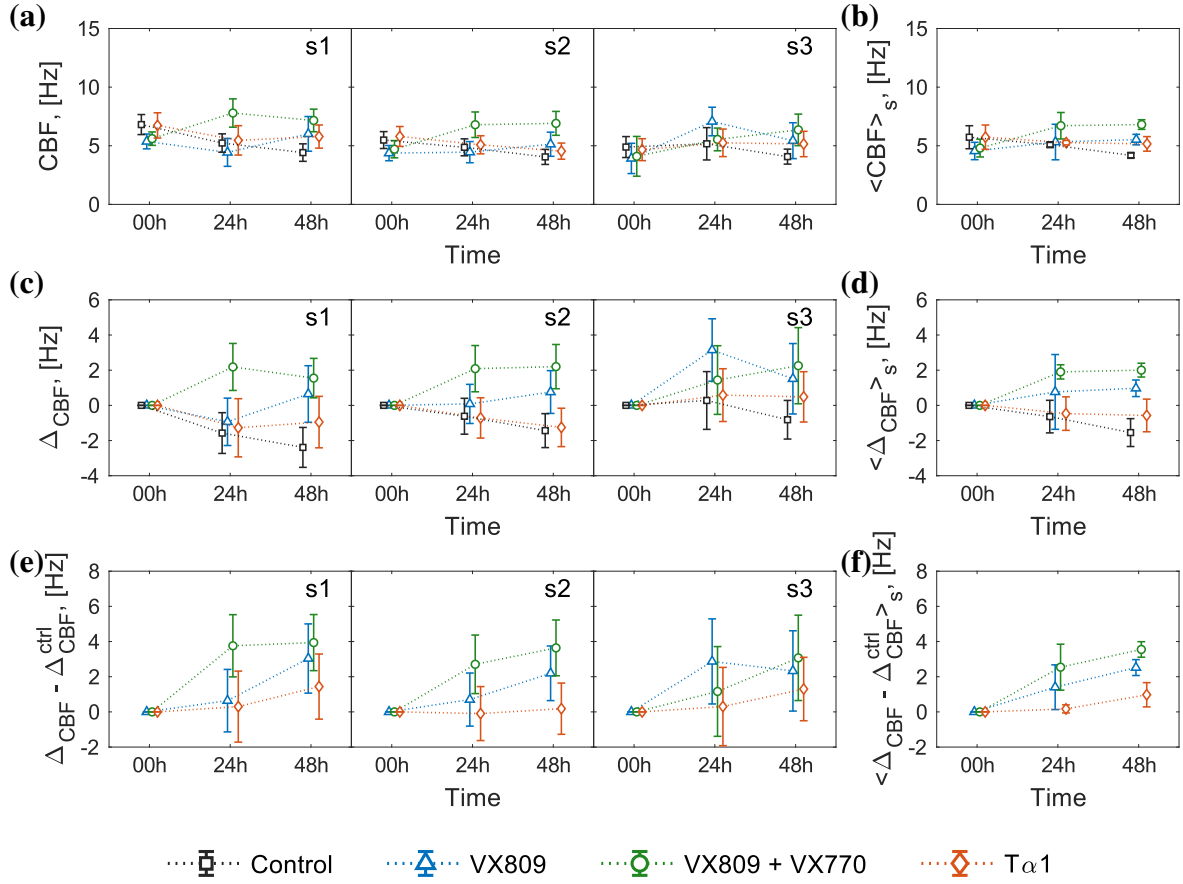 (a)
CBF, [Hz]
15
10
5
0
s1
s2
s3
00h 24h 48h 00h 24h 48h 00h 24h 48h
Time
(b)
<CBF>s, [Hz]
15
10
5
0
00h 24h 48h
Time
(c)
ΔCBF, [Hz]
6
4
2
0
-2
-4
s1
s2
s3
00h 24h 48h 00h 24h 48h 00h 24h 48h
Time
(d)
<ΔCBF>s, [Hz]
6
4
2
0
-2
-4
00h 24h 48h
Time
(e)
ΔCBF - ΔCBF^ctrl, [Hz]
8
6
4
2
0
-2
s1
s2
s3
00h 24h 48h 00h 24h 48h 00h 24h 48h
Time
(f)
<ΔCBF - ΔCBF^ctrl>s, [Hz]
8
6
4
2
0
-2
00h 24h 48h
Time
Control VX809 VX809 + VX770 Tα1